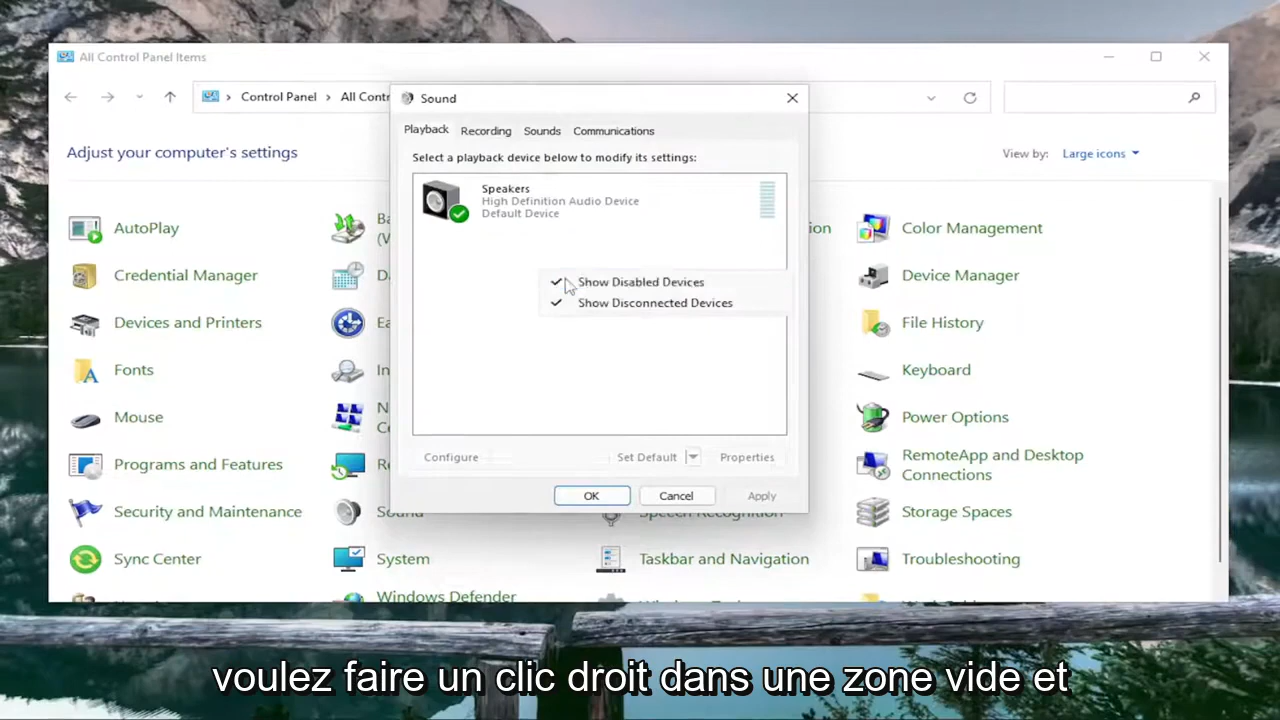 All Control Panel Items
Control Panel
All Contr
Sound
Playback
Recording
Sounds
Communications
Select a playback device below to modify its settings:
Speakers
High Definition Audio Device
Default Device
Show Disabled Devices
Show Disconnected Devices
Configure
Set Default
Properties
OK
Cancel
Apply
Adjust your computer's settings
View by:
Large icons
AutoPlay
Color Management
Credential Manager
Device Manager
Devices and Printers
File History
Fonts
Keyboard
Mouse
Power Options
Programs and Features
RemoteApp and Desktop
Connections
Security and Maintenance
Sound
Speech Recognition
Storage Spaces
Sync Center
System
Taskbar and Navigation
Troubleshooting
Windows Defender
voulez faire un clic droit dans une zone vide et